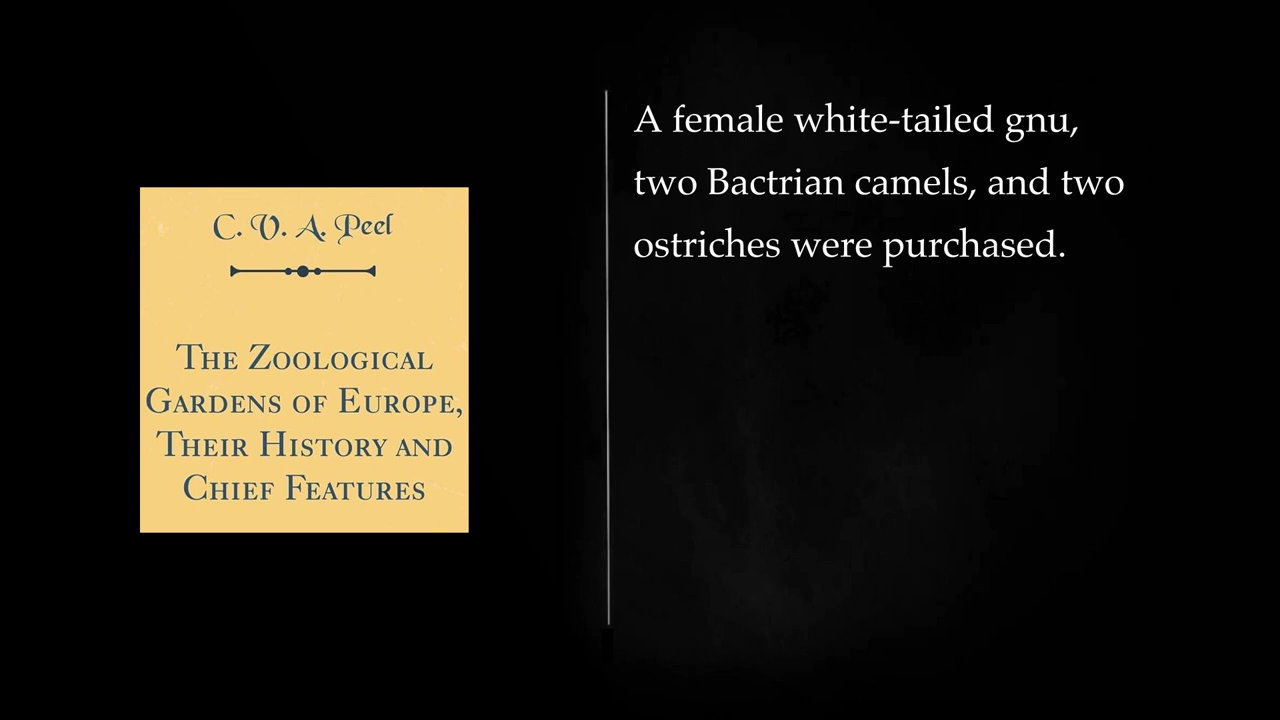 C. V. A. Peel
The Zoological
Gardens of Europe,
Their History and
Chief Features
A female white-tailed gnu,
two Bactrian camels, and two
ostriches were purchased.